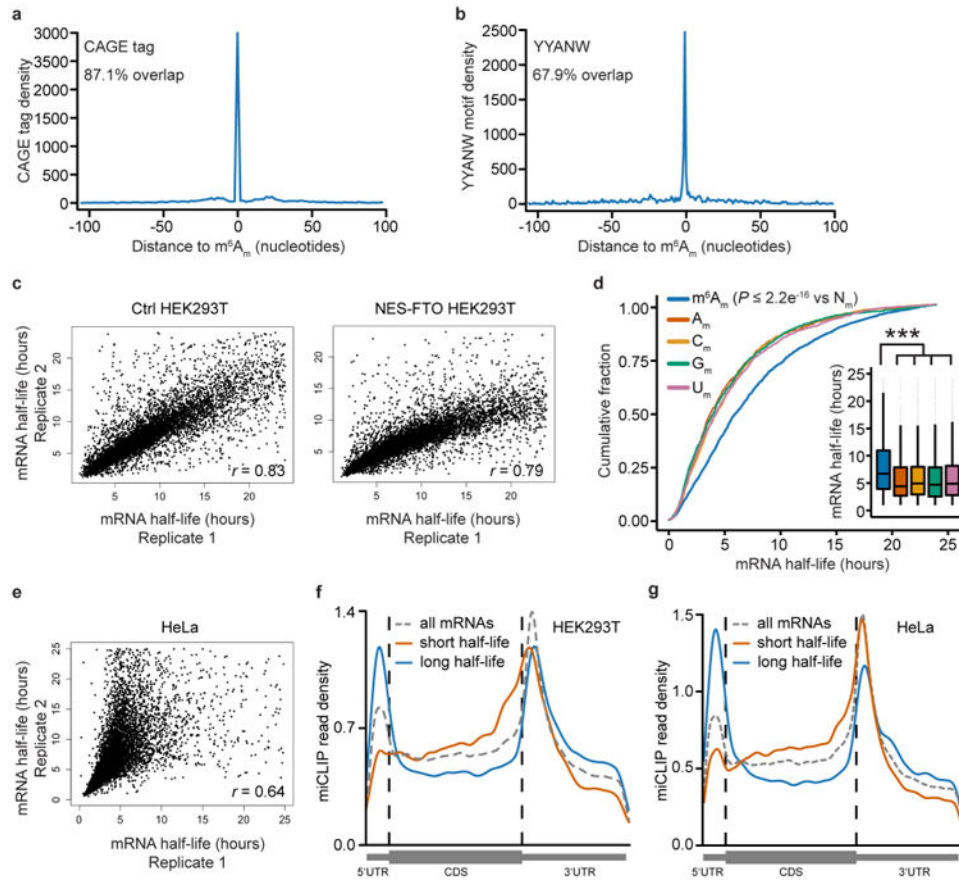 a
CAGE tag density
3000
2500
2000
1500
1000
500
0
CAGE tag
87.1% overlap
-100
-50
0
50
100
Distance to m⁶Aₘ (nucleotides)
b
YYANW motif density
2500
2000
1500
1000
500
0
YYANW
67.9% overlap
-100
-50
0
50
100
Distance to m⁶Aₘ (nucleotides)
c
Ctrl HEK293T
mRNA half-life (hours)
Replicate 2
20
15
10
5
r = 0.83
5
10
15
20
mRNA half-life (hours)
Replicate 1
NES-FTO HEK293T
20
15
10
5
r = 0.79
5
10
15
20
mRNA half-life (hours)
Replicate 1
d
Cumulative fraction
1.00
0.75
0.50
0.25
0.00
m⁶Aₘ (P ≤ 2.2e⁻¹⁶ vs Nₘ)
Aₘ
Cₘ
Gₘ
Uₘ
***
mRNA half-life (hours)
25
20
15
10
5
0
0
5
10
15
20
25
mRNA half-life (hours)
e
HeLa
mRNA half-life (hours)
Replicate 2
25
20
15
10
5
0
r = 0.64
0
5
10
15
20
25
mRNA half-life (hours)
Replicate 1
f
miCLIP read density
1.4
0.7
0.0
all mRNAs
short half-life
long half-life
HEK293T
5'UTR
CDS
3'UTR
g
miCLIP read density
1.5
1.0
0.5
0.0
all mRNAs
short half-life
long half-life
HeLa
5'UTR
CDS
3'UTR